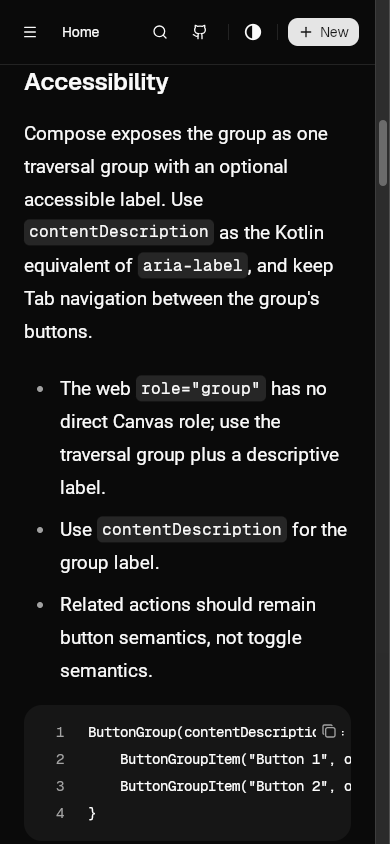 Home
New
Accessibility
Compose exposes the group as one
traversal group with an optional
accessible label. Use
contentDescription as the Kotlin
equivalent of aria-label, and keep
Tab navigation between the group's
buttons.
The web role="group" has no
direct Canvas role; use the
traversal group plus a descriptive
label.
Use contentDescription for the
group label.
Related actions should remain
button semantics, not toggle
semantics.
1 ButtonGroup(contentDescriptio
2 ButtonGroupItem("Button 1", o
3 ButtonGroupItem("Button 2", o
4 }